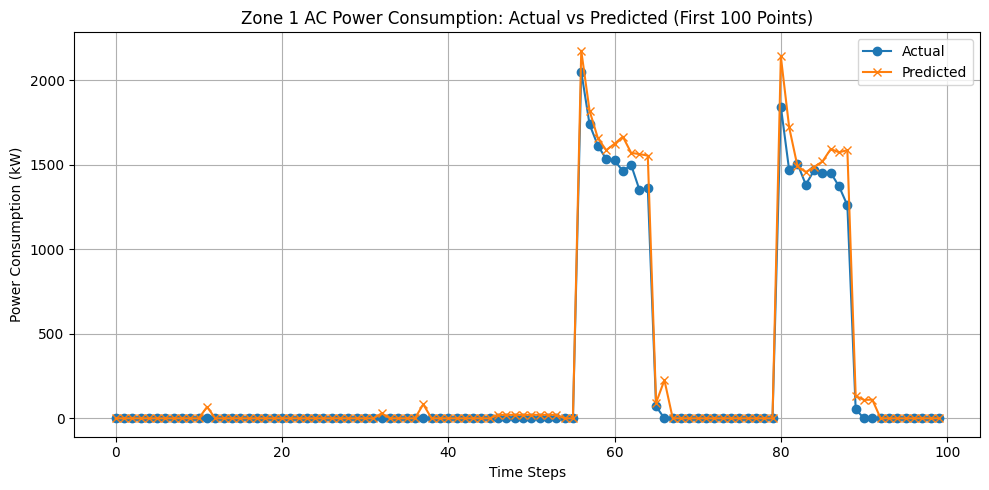 Zone 1 AC Power Consumption: Actual vs Predicted (First 100 Points)
Actual
Predicted
Power Consumption (kW)
2000
1500
1000
500
0
0 20 40 60 80 100
Time Steps